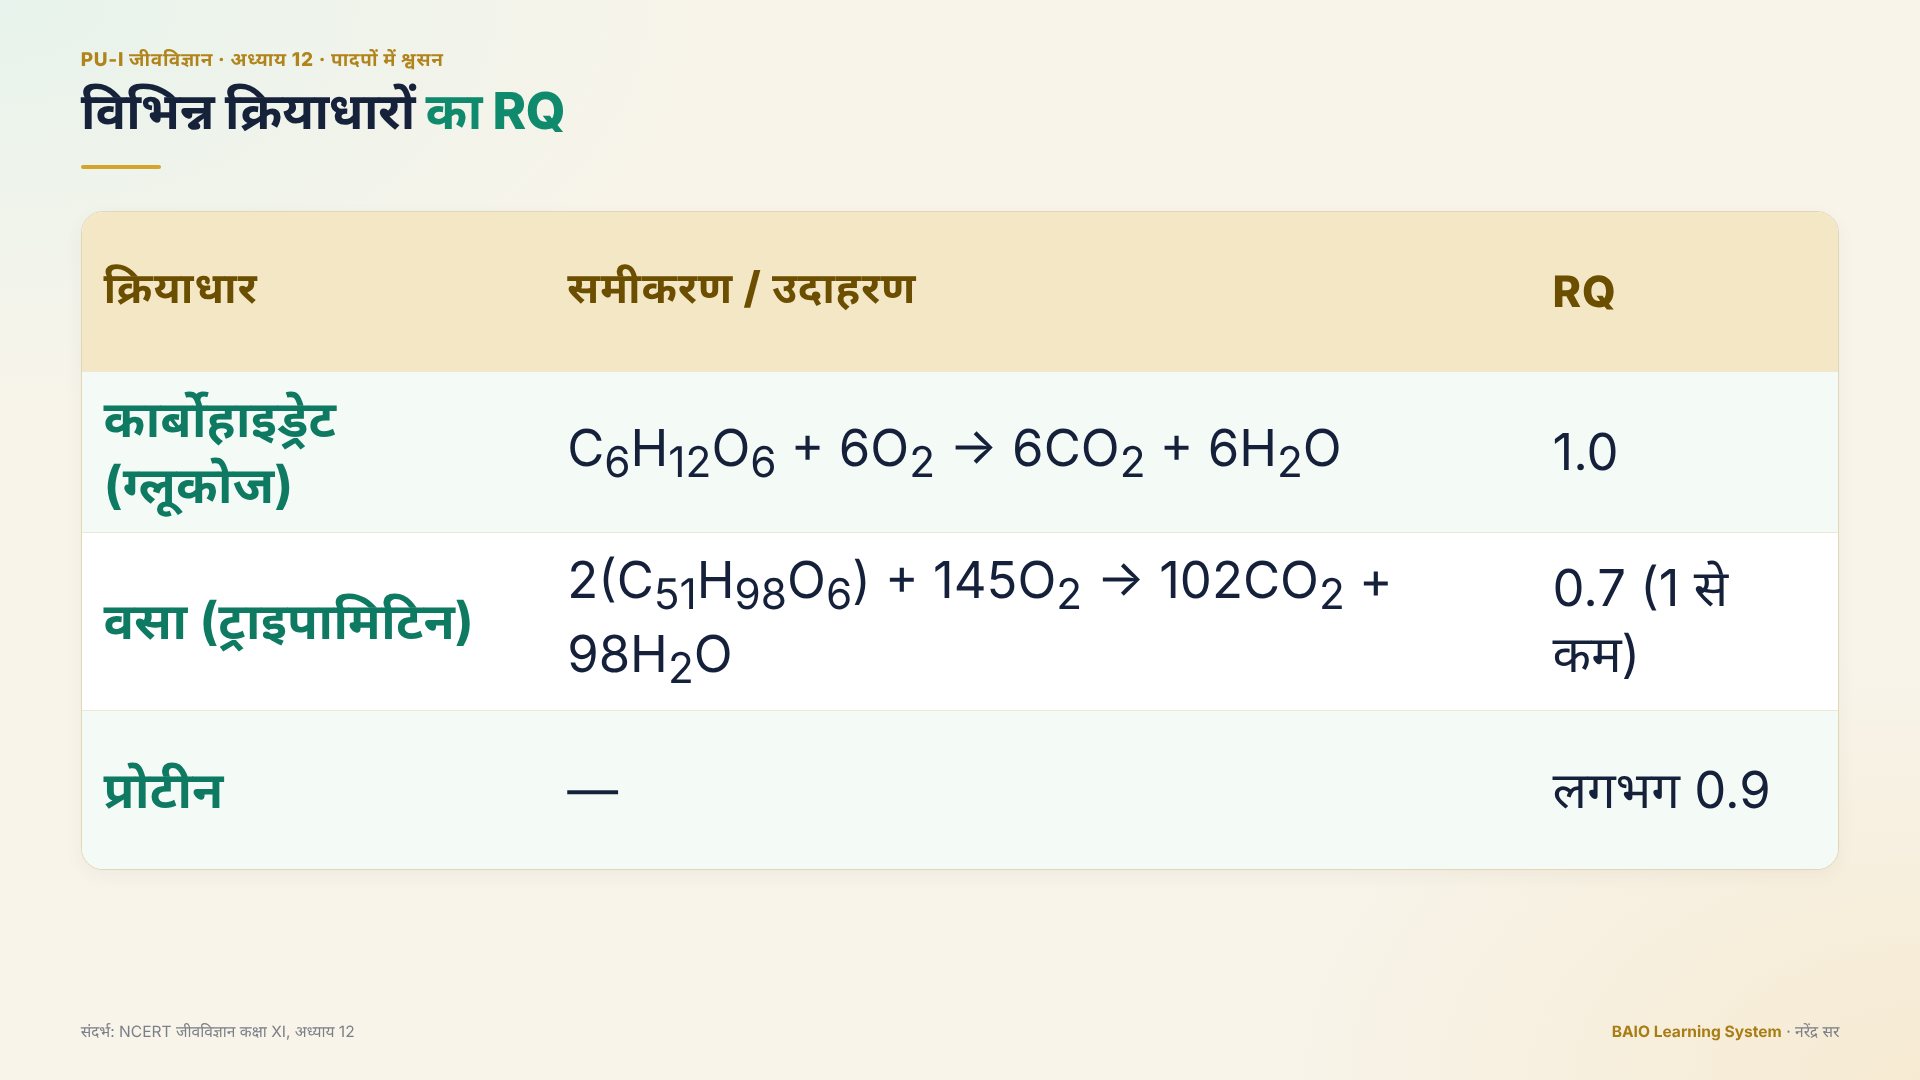 PU-I जीवविज्ञान · अध्याय 12 · पादपों में श्वसन
विभिन्न क्रियाधारों का RQ
क्रियाधार
समीकरण / उदाहरण
RQ
कार्बोहाइड्रेट
(ग्लूकोज)
C₆H₁₂O₆ + 6O₂ → 6CO₂ + 6H₂O
1.0
वसा (ट्राइपामिटिन)
2(C₅₁H₉₈O₆) + 145O₂ → 102CO₂ +
98H₂O
0.7 (1 से
कम)
प्रोटीन
—
लगभग 0.9
संदर्भ: NCERT जीवविज्ञान कक्षा XI, अध्याय 12
BAIO Learning System · नरेंद्र सर